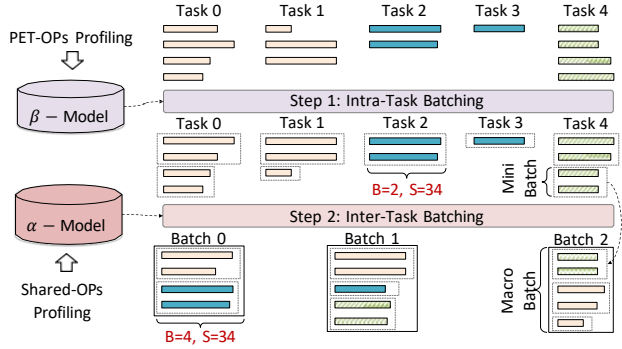 Task 0 Task 1 Task 2 Task 3 Task 4
PET-OPs Profiling
β – Model
Step 1: Intra-Task Batching
Task 0 Task 1 Task 2 Task 3 Task 4
B=2, S=34
Mini
Batch
α – Model
Step 2: Inter-Task Batching
Batch 0 Batch 1 Batch 2
Shared-OPs
Profiling
Macro
Batch
B=4, S=34